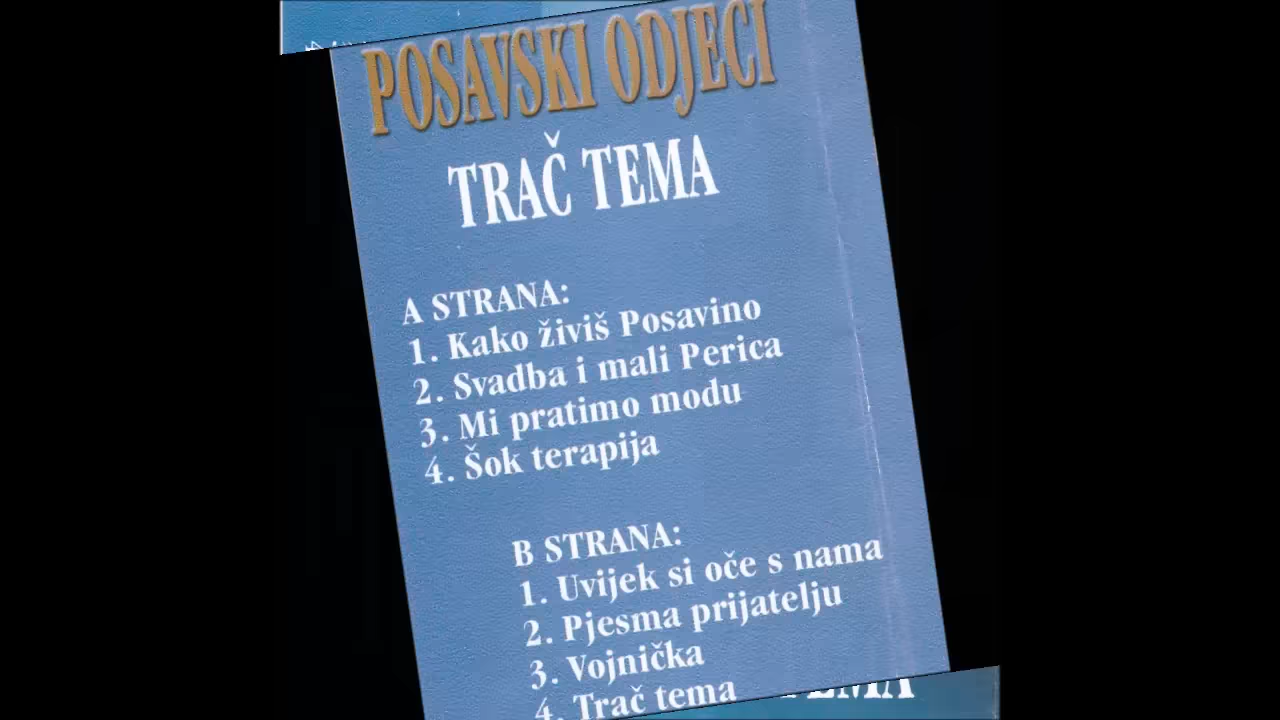 POSAVSKI ODJECI
TRAČ TEMA
A STRANA:
1. Kako živiš Posavino
2. Svadba i mali Perica
3. Mi pratimo modu
4. Šok terapija
B STRANA:
1. Uvijek si oče s nama
2. Pjesma prijatelju
3. Vojnička
4. Trač tema